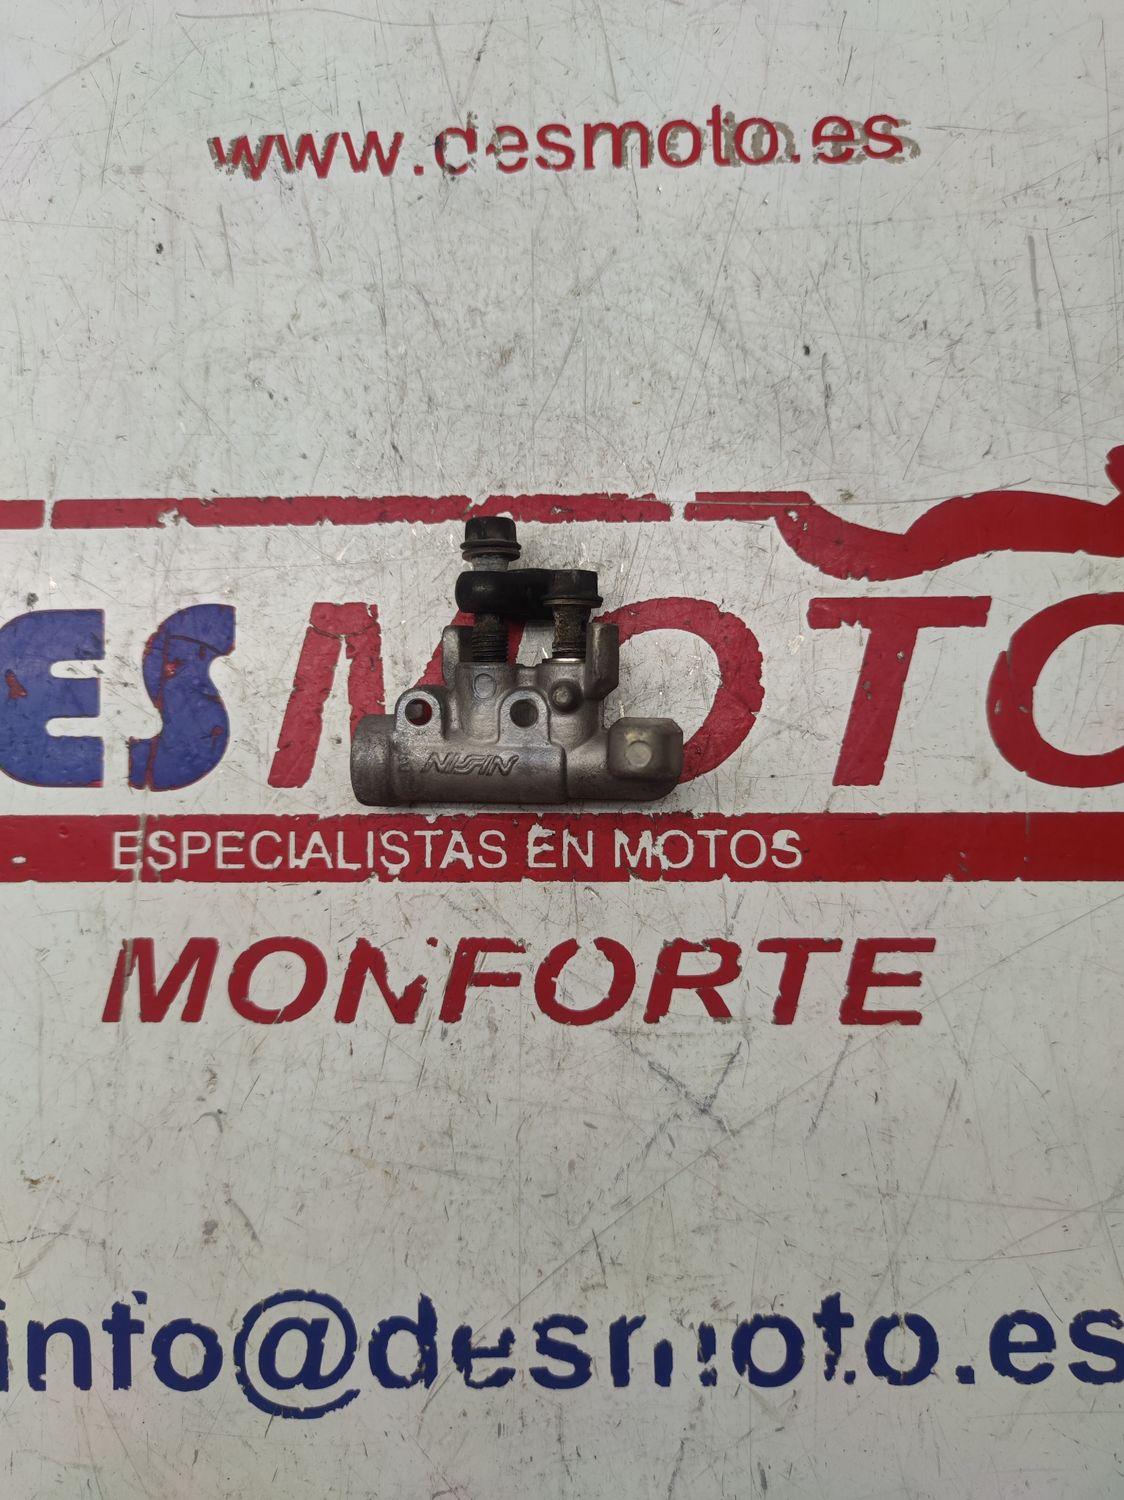 www.desmoto.es
ESMOTO
NISSIN
ESPECIALISTAS EN MOTOS
MONFORTE
info@desmoto.es